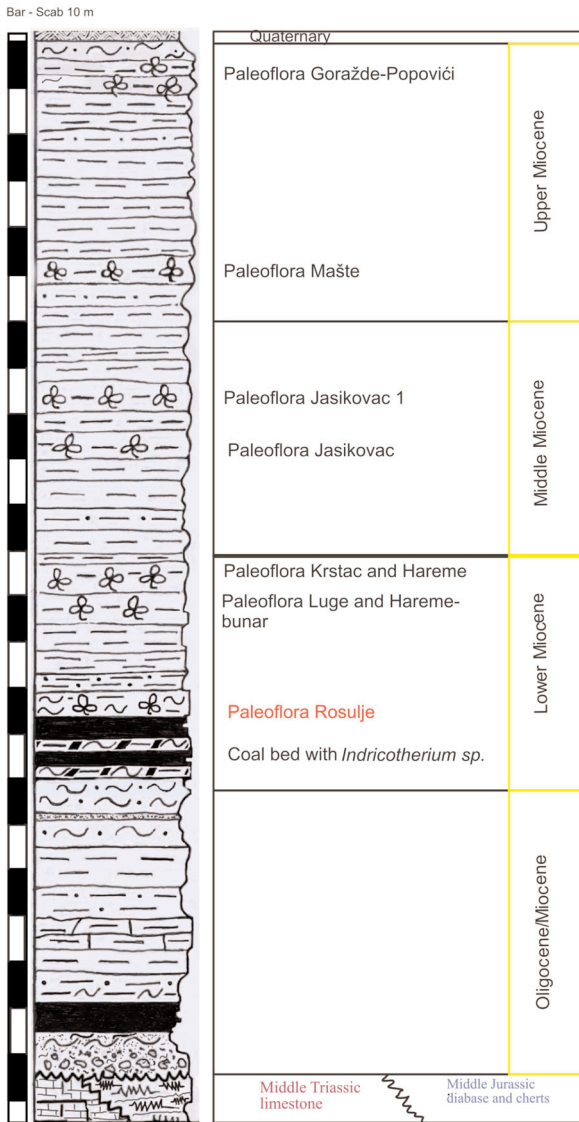 Bar - Scab 10 m
Quaternary
Paleoflora Goražde-Popovići
Upper Miocene
Paleoflora Mašte
Paleoflora Jasikovac 1
Paleoflora Jasikovac
Middle Miocene
Paleoflora Krstac and Hareme
Paleoflora Luge and Hareme-
bunar
Lower Miocene
Paleoflora Rosulje
Coal bed with Indricotherium sp.
Oligocene/Miocene
Middle Triassic
limestone
Middle Jurassic
diabase and cherts